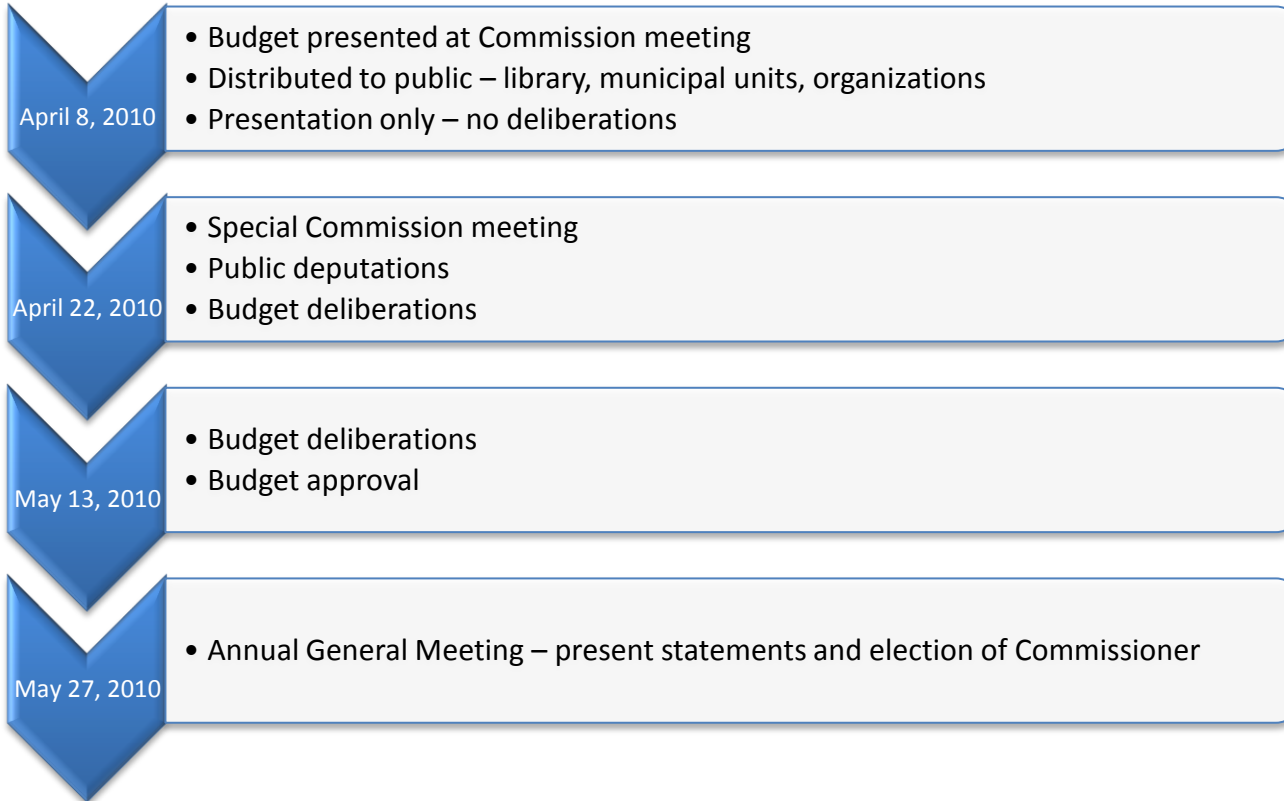 April 8, 2010
• Budget presented at Commission meeting
• Distributed to public – library, municipal units, organizations
• Presentation only – no deliberations
April 22, 2010
• Special Commission meeting
• Public deputations
• Budget deliberations
May 13, 2010
• Budget deliberations
• Budget approval
May 27, 2010
• Annual General Meeting – present statements and election of Commissioner